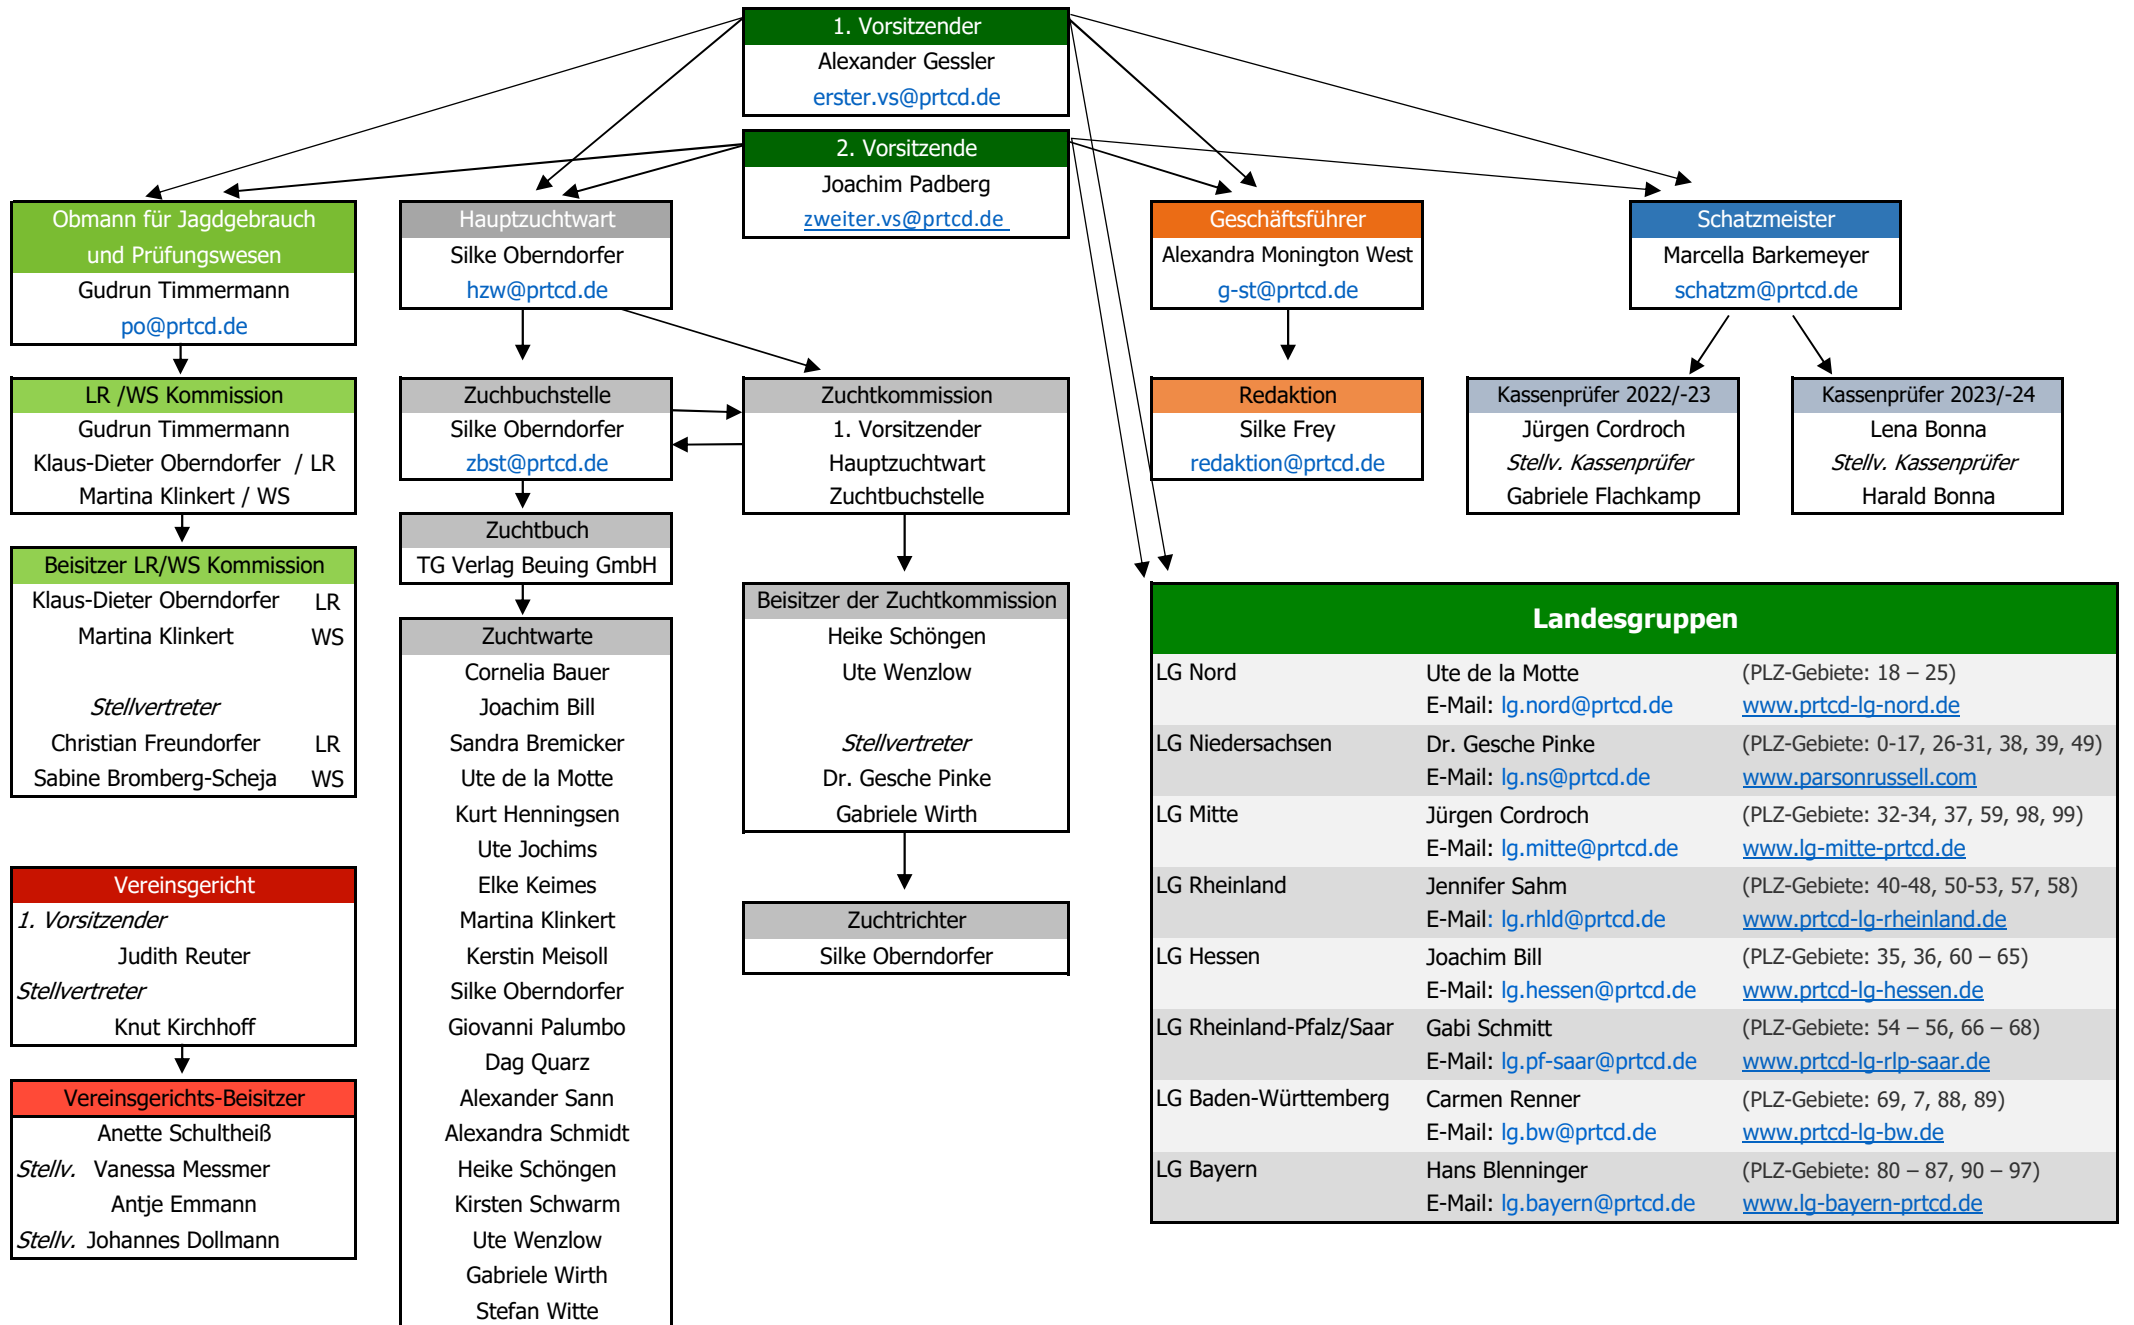 1. Vorsitzender
Alexander Gessler
erster.vs@prtcd.de
2. Vorsitzende
Joachim Padberg
zweiter.vs@prtcd.de
Obmann für Jagdgebrauch
und Prüfungswesen
Gudrun Timmermann
po@prtcd.de
Hauptzuchtwart
Silke Oberndorfer
hzw@prtcd.de
Geschäftsführer
Alexandra Monington West
g-st@prtcd.de
Schatzmeister
Marcella Barkemeyer
schatzm@prtcd.de
LR /WS Kommission
Gudrun Timmermann
Klaus-Dieter Oberndorfer / LR
Martina Klinkert / WS
Zuchbuchstelle
Silke Oberndorfer
zbst@prtcd.de
Zuchtkommission
1. Vorsitzender
Hauptzuchtwart
Zuchtbuchstelle
Redaktion
Silke Frey
redaktion@prtcd.de
Kassenprüfer 2022/-23
Jürgen Cordroch
Stellv. Kassenprüfer
Gabriele Flachkamp
Kassenprüfer 2023/-24
Lena Bonna
Stellv. Kassenprüfer
Harald Bonna
Zuchtbuch
TG Verlag Beuing GmbH
Beisitzer LR/WS Kommission
Klaus-Dieter Oberndorfer LR
Martina Klinkert WS
Stellvertreter
Christian Freundorfer LR
Sabine Bromberg-Scheja WS
Zuchtwarte
Cornelia Bauer
Joachim Bill
Sandra Bremicker
Ute de la Motte
Kurt Henningsen
Ute Jochims
Elke Keimes
Martina Klinkert
Kerstin Meisoll
Silke Oberndorfer
Giovanni Palumbo
Dag Quarz
Alexander Sann
Alexandra Schmidt
Heike Schöngen
Kirsten Schwarm
Ute Wenzlow
Gabriele Wirth
Stefan Witte
Beisitzer der Zuchtkommission
Heike Schöngen
Ute Wenzlow
Stellvertreter
Dr. Gesche Pinke
Gabriele Wirth
Zuchtrichter
Silke Oberndorfer
Vereinsgericht
1. Vorsitzender
Judith Reuter
Stellvertreter
Knut Kirchhoff
Vereinsgerichts-Beisitzer
Anette Schultheiß
Stellv. Vanessa Messmer
Antje Emmann
Stellv. Johannes Dollmann
Landesgruppen
LG Nord Ute de la Motte (PLZ-Gebiete: 18 – 25)
E-Mail: lg.nord@prtcd.de www.prtcd-lg-nord.de
LG Niedersachsen Dr. Gesche Pinke (PLZ-Gebiete: 0-17, 26-31, 38, 39, 49)
E-Mail: lg.ns@prtcd.de www.parsonrussell.com
LG Mitte Jürgen Cordroch (PLZ-Gebiete: 32-34, 37, 59, 98, 99)
E-Mail: lg.mitte@prtcd.de www.lg-mitte-prtcd.de
LG Rheinland Jennifer Sahm (PLZ-Gebiete: 40-48, 50-53, 57, 58)
E-Mail: lg.rhld@prtcd.de www.prtcd-lg-rheinland.de
LG Hessen Joachim Bill (PLZ-Gebiete: 35, 36, 60 – 65)
E-Mail: lg.hessen@prtcd.de www.prtcd-lg-hessen.de
LG Rheinland-Pfalz/Saar Gabi Schmitt (PLZ-Gebiete: 54 – 56, 66 – 68)
E-Mail: lg.pf-saar@prtcd.de www.prtcd-lg-rlp-saar.de
LG Baden-Württemberg Carmen Renner (PLZ-Gebiete: 69, 7, 88, 89)
E-Mail: lg.bw@prtcd.de www.prtcd-lg-bw.de
LG Bayern Hans Blenninger (PLZ-Gebiete: 80 – 87, 90 – 97)
E-Mail: lg.bayern@prtcd.de www.lg-bayern-prtcd.de